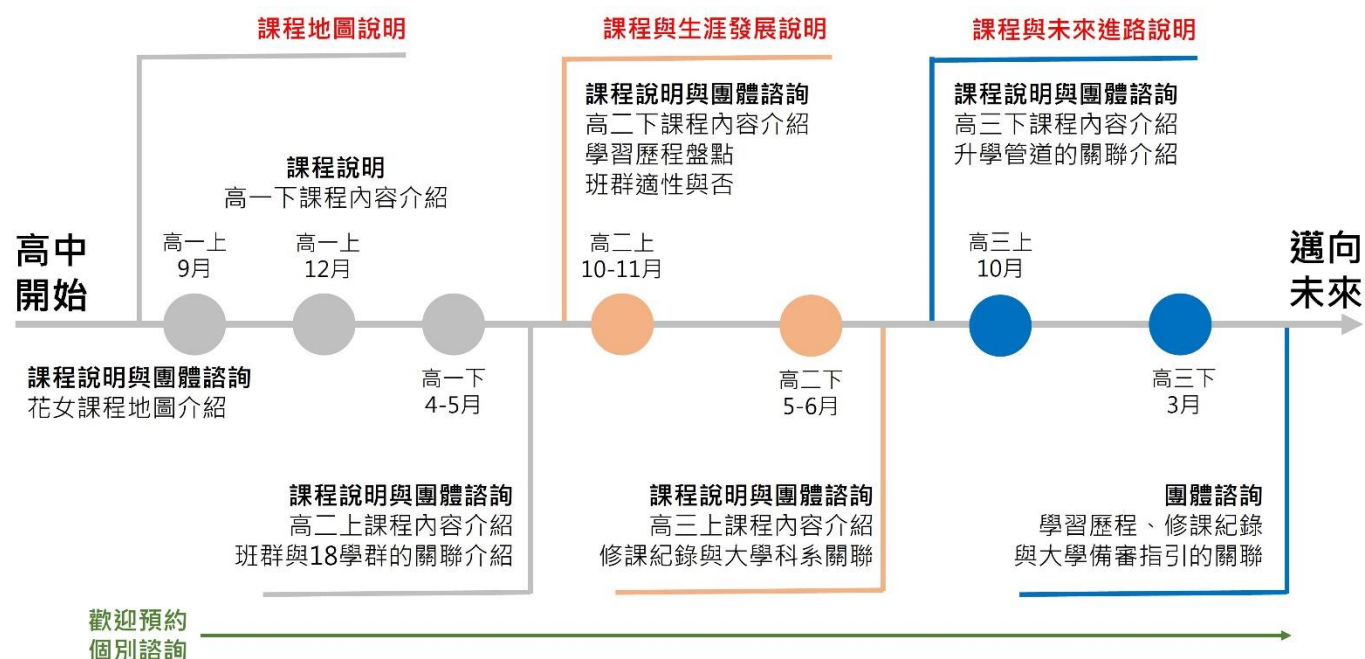 課程地圖說明
課程與生涯發展說明
課程與未來進路說明
課程說明
高一下課程內容介紹
課程說明與團體諮詢
高二下課程內容介紹
學習歷程盤點
班群適性與否
課程說明與團體諮詢
高三下課程內容介紹
升學管道的關聯介紹
高中
開始
高一上
9月
高一上
12月
高二上
10-11月
高三上
10月
邁向
未來
課程說明與團體諮詢
花女課程地圖介紹
高一下
4-5月
高二下
5-6月
高三下
3月
課程說明與團體諮詢
高二上課程內容介紹
班群與18學群的關聯介紹
課程說明與團體諮詢
高三上課程內容介紹
修課紀錄與大學科系關聯
團體諮詢
學習歷程、修課紀錄
與大學備審指引的關聯
歡迎預約
個別諮詢